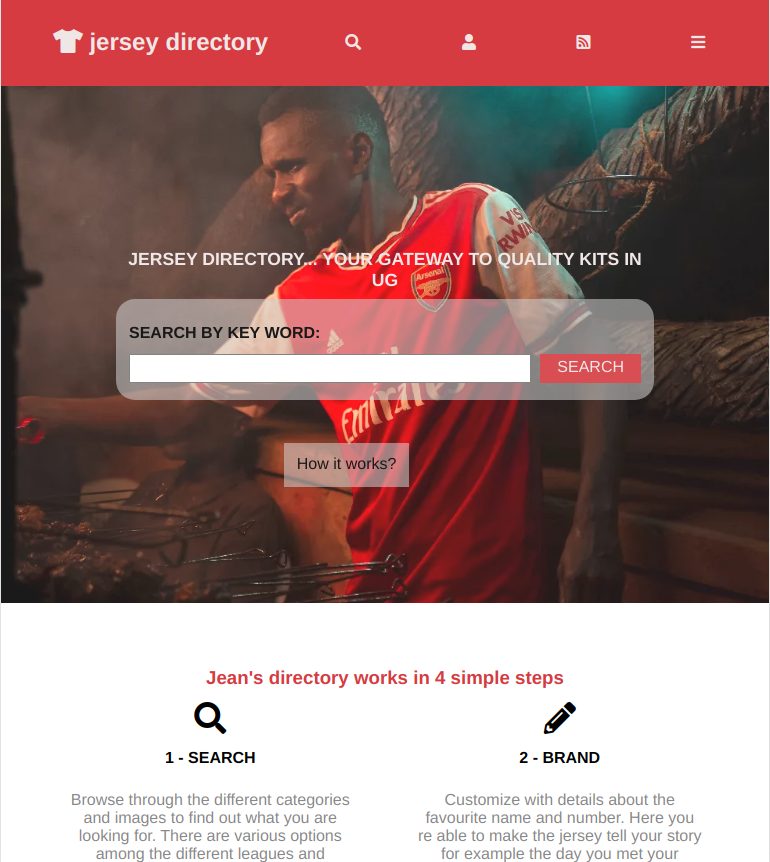 jersey directory
VIS
RWA
JERSEY DIRECTORY... YOUR GATEWAY TO QUALITY KITS IN
UG
Arsenal
SEARCH BY KEY WORD:
SEARCH
Emirates
How it works?
Jean's directory works in 4 simple steps
1 - SEARCH
2 - BRAND
Browse through the different categories
and images to find out what you are
looking for. There are various options
among the different leagues and
Customize with details about the
favourite name and number. Here you
re able to make the jersey tell your story
for example the day you met your